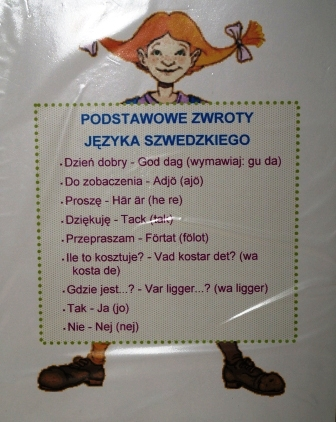 PODSTAWOWE ZWROTY
JĘZYKA SZWEDZKIEGO
• Dzień dobry - God dag (wymawiaj: gu da)
• Do zobaczenia - Adjö (ajö)
• Proszę - Här är (he re)
• Dziękuję - Tack (tak)
• Przepraszam - Förtat (fölot)
• Ile to kosztuje? - Vad kostar det? (wa
kosta de)
• Gdzie jest...? - Var ligger...? (wa ligger)
• Tak - Ja (jo)
• Nie - Nej (nej)